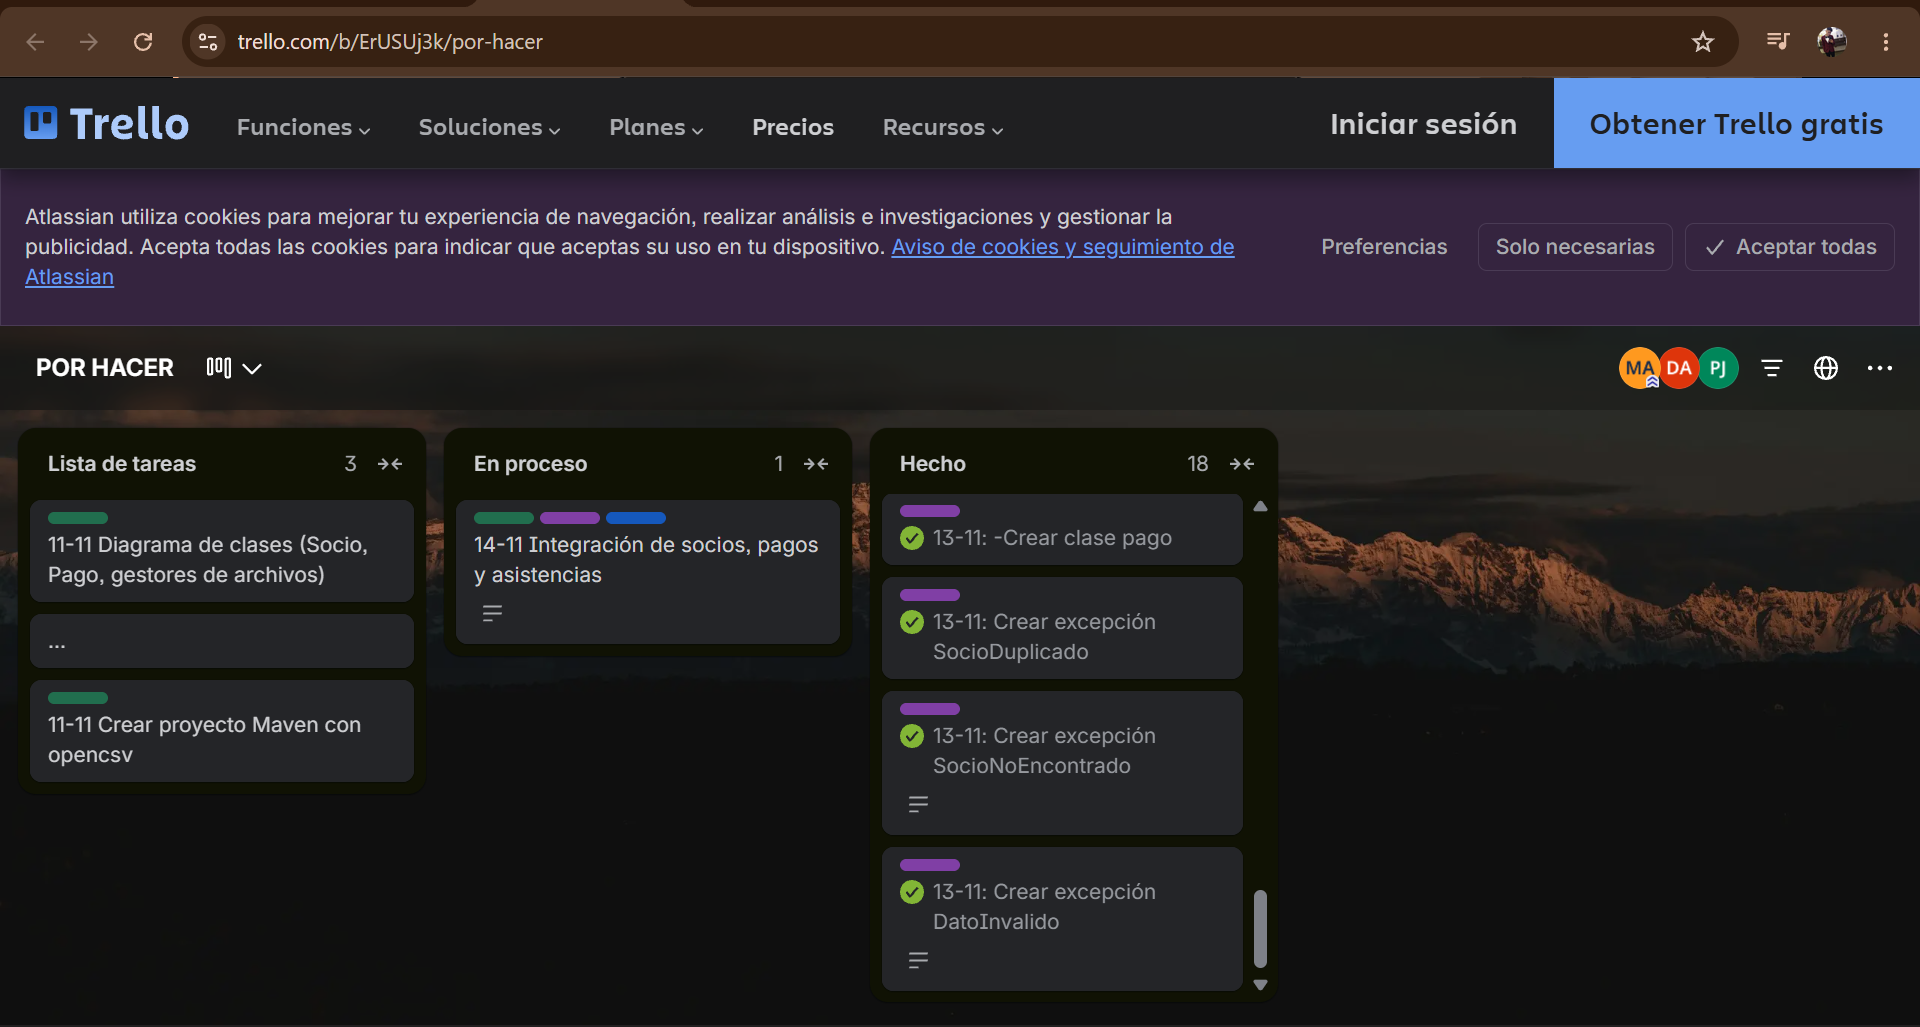 trello.com/b/ErUSUj3k/por-hacer
Trello
Funciones
Soluciones
Planes
Precios
Recursos
Iniciar sesión
Obtener Trello gratis
Atlassian utiliza cookies para mejorar tu experiencia de navegación, realizar análisis e investigaciones y gestionar la
publicidad. Acepta todas las cookies para indicar que aceptas su uso en tu dispositivo. Aviso de cookies y seguimiento de
Atlassian
Preferencias
Solo necesarias
Aceptar todas
POR HACER
MA
DA
PJ
Lista de tareas
3
11-11 Diagrama de clases (Socio,
Pago, gestores de archivos)
...
11-11 Crear proyecto Maven con
opencsv
En proceso
1
14-11 Integración de socios, pagos
y asistencias
Hecho
18
13-11: -Crear clase pago
13-11: Crear excepción
SocioDuplicado
13-11: Crear excepción
SocioNoEncontrado
13-11: Crear excepción
DatoInvalido